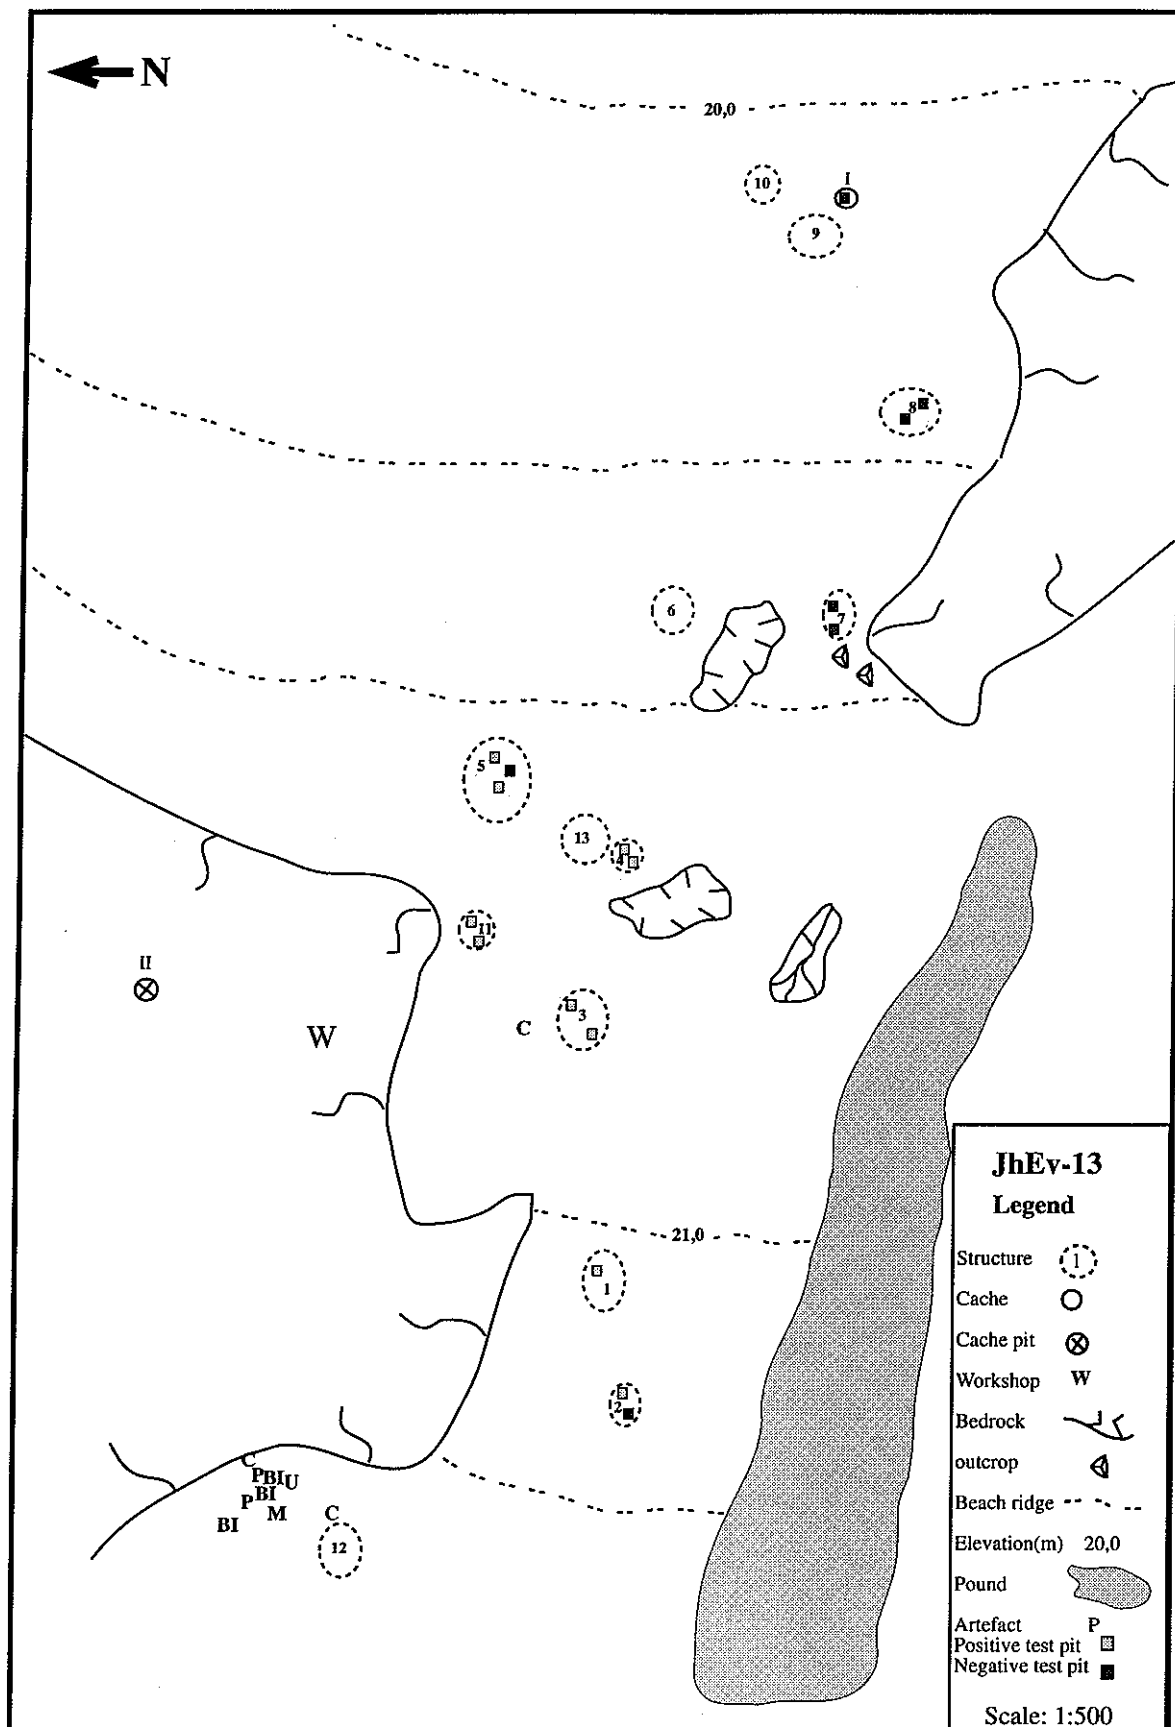 N
20,0
10
I
9
8
6
7
5
13
4
11
II
3
C
W
21,0
1
2
C
P BI U
P BI
M
BI
C
12
JhEv-13
Legend
Structure 1
Cache
Cache pit
Workshop W
Bedrock
outcrop
Beach ridge
Elevation(m) 20,0
Pound
Artefact P
Positive test pit
Negative test pit
Scale: 1:500